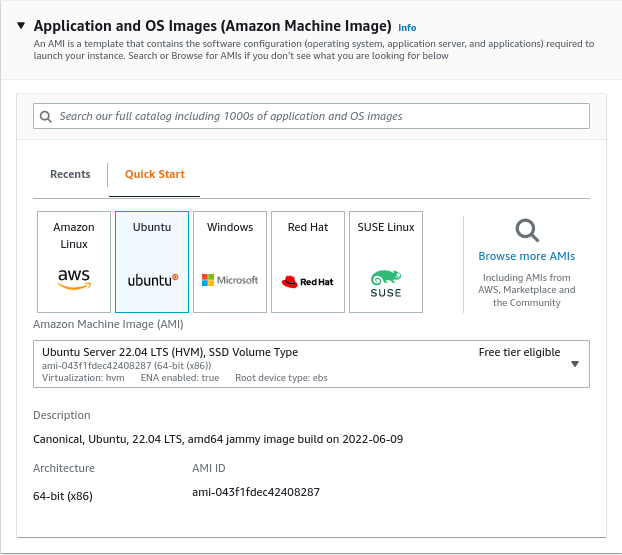 Application and OS Images (Amazon Machine Image) Info
An AMI is a template that contains the software configuration (operating system, application server, and applications) required to
launch your instance. Search or Browse for AMIs if you don't see what you are looking for below
Search our full catalog including 1000s of application and OS images
Recents
Quick Start
Amazon
Linux
aws
Ubuntu
ubuntu
Windows
Microsoft
Red Hat
Red Hat
SUSE Linux
SUSE
Browse more AMIs
Including AMIs from
AWS, Marketplace and
the Community
Amazon Machine Image (AMI)
Ubuntu Server 22.04 LTS (HVM), SSD Volume Type
Free tier eligible
ami-043f1fdec42408287 (64-bit (x86))
Virtualization: hvm ENA enabled: true Root device type: ebs
Description
Canonical, Ubuntu, 22.04 LTS, amd64 jammy image build on 2022-06-09
Architecture
64-bit (x86)
AMI ID
ami-043f1fdec42408287